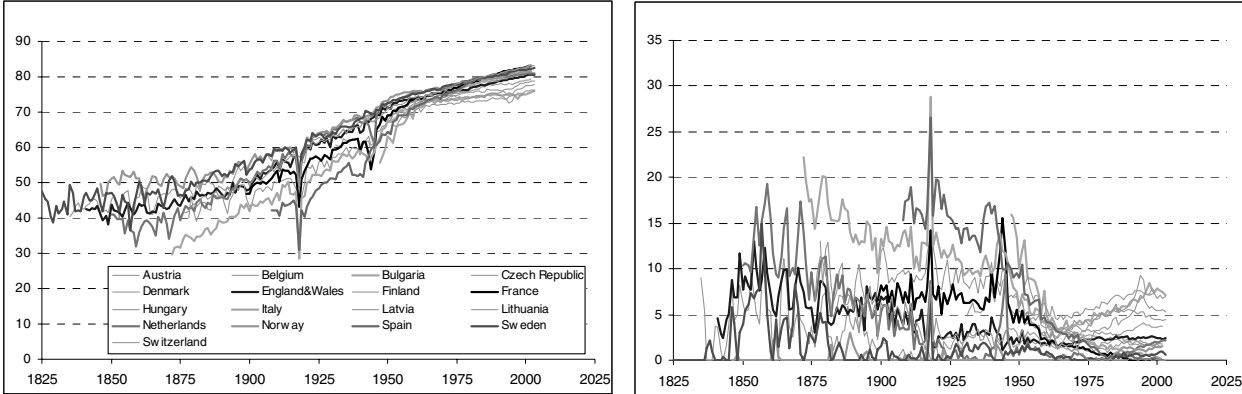 90
80
70
60
50
40
30
20
10
0
Austria Belgium Bulgaria Czech Republic
Denmark England&Wales Finland France
Hungary Italy Latvia Lithuania
Netherlands Norway Spain Sweden
Switzerland
1825 1850 1875 1900 1925 1950 1975 2000 2025
35
30
25
20
15
10
5
0
1825 1850 1875 1900 1925 1950 1975 2000 2025